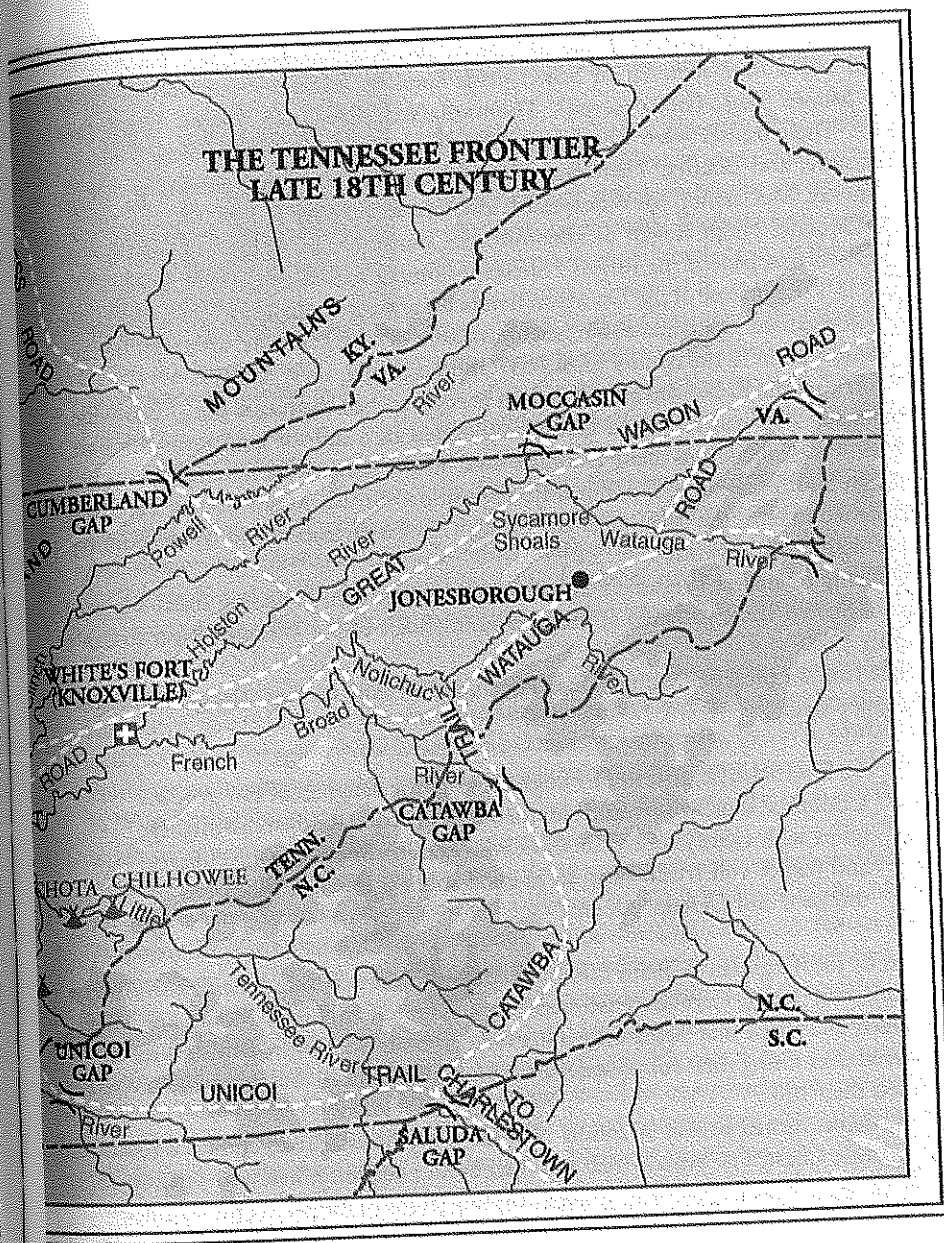 THE TENNESSEE FRONTIER
LATE 18TH CENTURY
ROAD
MOUNTAINS
KY.
VA.
River
MOCCASIN
GAP
WAGON
ROAD
VA.
CUMBERLAND
GAP
Powell
River
River
GREAT
Sycamore
Shoals
ROAD
Watauga
River
JONESBOROUGH
Holston
WATAUGA
TRAIL
WHITE'S FORT
(KNOXVILLE)
Nolichucky
River
ROAD
Broad
French
River
CATAWBA
GAP
TENN.
N.C.
CHILHOWEE
Little
Tennessee River
CATAWBA
TRAIL
N.C.
S.C.
UNICOI
GAP
UNICOI
River
TO
CHARLESTOWN
SALUDA
GAP